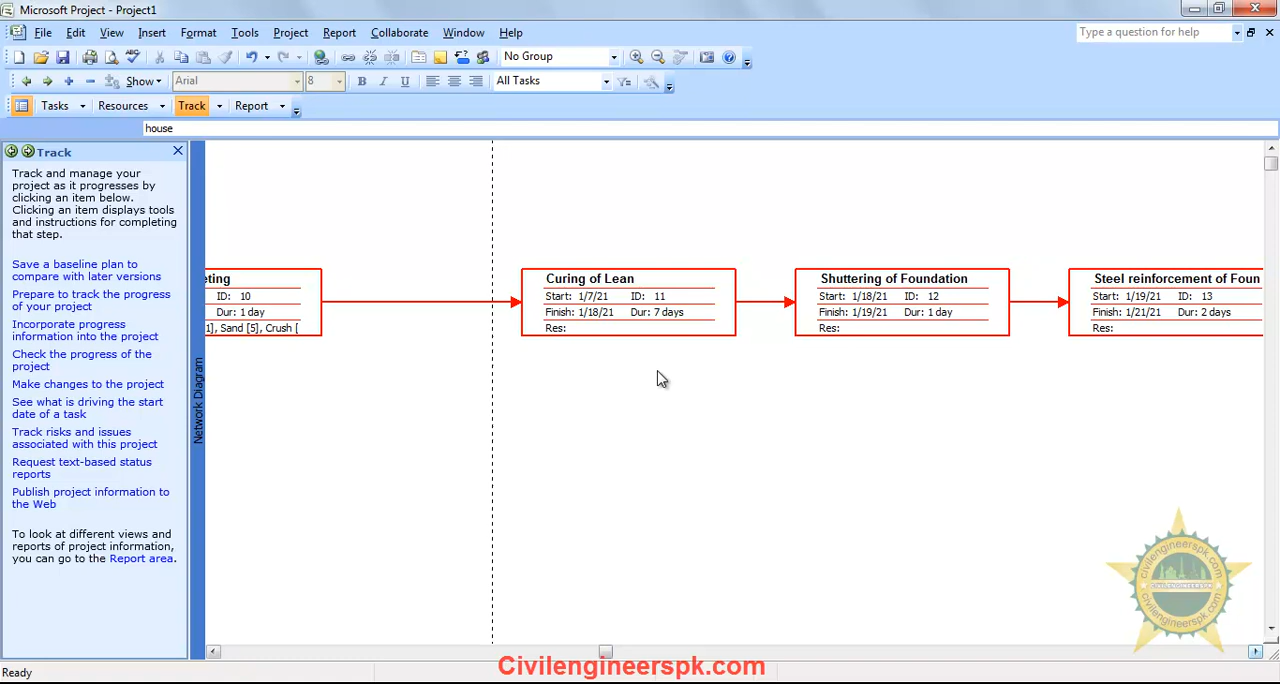 Microsoft Project - Project1
File Edit View Insert Format Tools Project Report Collaborate Window Help
Type a question for help
No Group
Show Arial 8 B I U All Tasks
Tasks Resources Track Report
house
Track
Track and manage your
project as it progresses by
clicking an item below.
Clicking an item displays tools
and instructions for completing
that step.
Save a baseline plan to
compare with later versions
Prepare to track the progress
of your project
Incorporate progress
information into the project
Check the progress of the
project
Make changes to the project
See what is driving the start
date of a task
Track risks and issues
associated with this project
Request text-based status
reports
Publish project information to
the Web
To look at different views and
reports of project information,
you can go to the Report area.
Network Diagram
eting
ID: 10
Dur: 1 day
1], Sand [5], Crush [
Curing of Lean
Start: 1/7/21 ID: 11
Finish: 1/18/21 Dur: 7 days
Res:
Shuttering of Foundation
Start: 1/18/21 ID: 12
Finish: 1/19/21 Dur: 1 day
Res:
Steel reinforcement of Foun
Start: 1/19/21 ID: 13
Finish: 1/21/21 Dur: 2 days
Res:
civilengineerspk.com
CIVILENGINEERSPK
civilengineerspk.com
Ready
Civilengineerspk.com